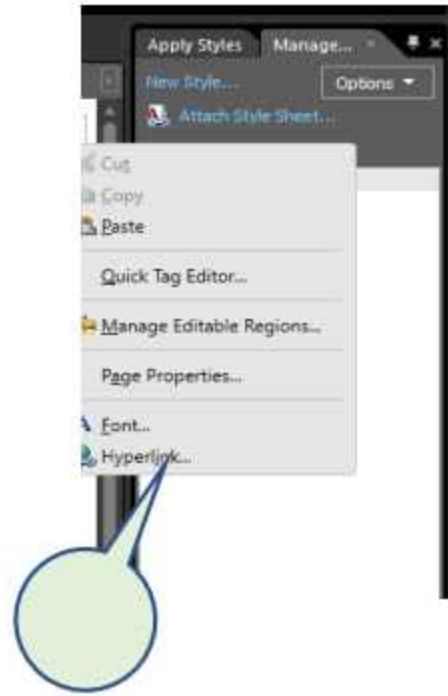 Apply Styles Manage...
New Style... Options
Attach Style Sheet...
Cut
Copy
Paste
Quick Tag Editor...
Manage Editable Regions...
Page Properties...
Font...
Hyperlink...